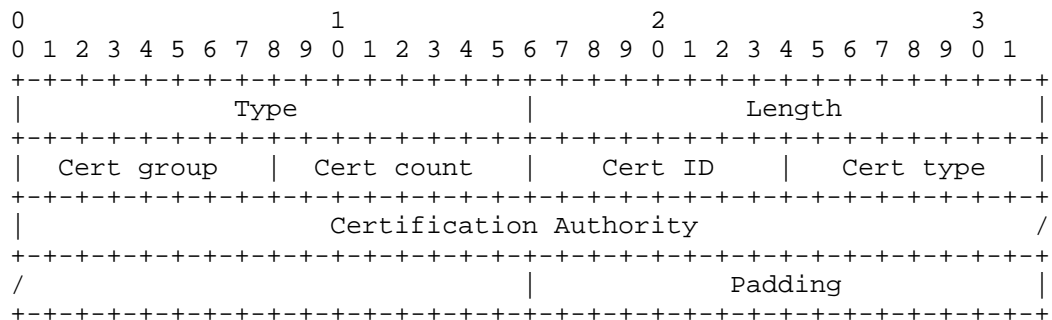 0                   1                   2                   3
0 1 2 3 4 5 6 7 8 9 0 1 2 3 4 5 6 7 8 9 0 1 2 3 4 5 6 7 8 9 0 1
+-+-+-+-+-+-+-+-+-+-+-+-+-+-+-+-+-+-+-+-+-+-+-+-+-+-+-+-+-+-+-+-+
|             Type              |             Length            |
+-+-+-+-+-+-+-+-+-+-+-+-+-+-+-+-+-+-+-+-+-+-+-+-+-+-+-+-+-+-+-+-+
|  Cert group   |  Cert count   |    Cert ID    |   Cert type   |
+-+-+-+-+-+-+-+-+-+-+-+-+-+-+-+-+-+-+-+-+-+-+-+-+-+-+-+-+-+-+-+-+
|                   Certification Authority                     /
+-+-+-+-+-+-+-+-+-+-+-+-+-+-+-+-+-+-+-+-+-+-+-+-+-+-+-+-+-+-+-+-+
/                               |            Padding            |
+-+-+-+-+-+-+-+-+-+-+-+-+-+-+-+-+-+-+-+-+-+-+-+-+-+-+-+-+-+-+-+-+